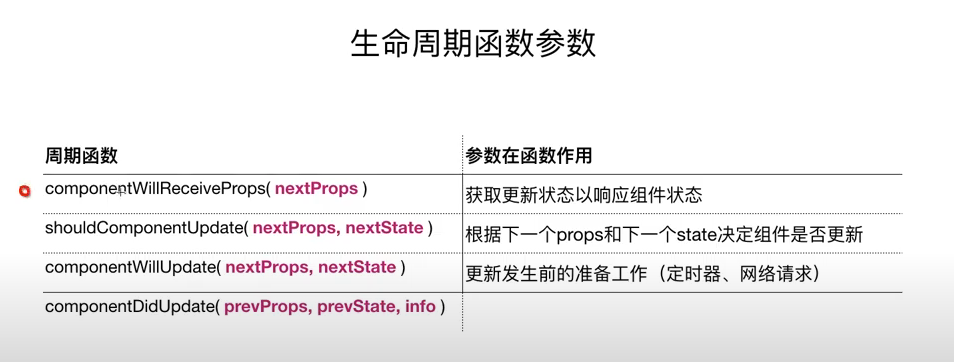 生命周期函数参数
周期函数 参数在函数作用
componentWillReceiveProps( nextProps ) 获取更新状态以响应组件状态
shouldComponentUpdate( nextProps, nextState ) 根据下一个props和下一个state决定组件是否更新
componentWillUpdate( nextProps, nextState ) 更新发生前的准备工作（定时器、网络请求）
componentDidUpdate( prevProps, prevState, info )